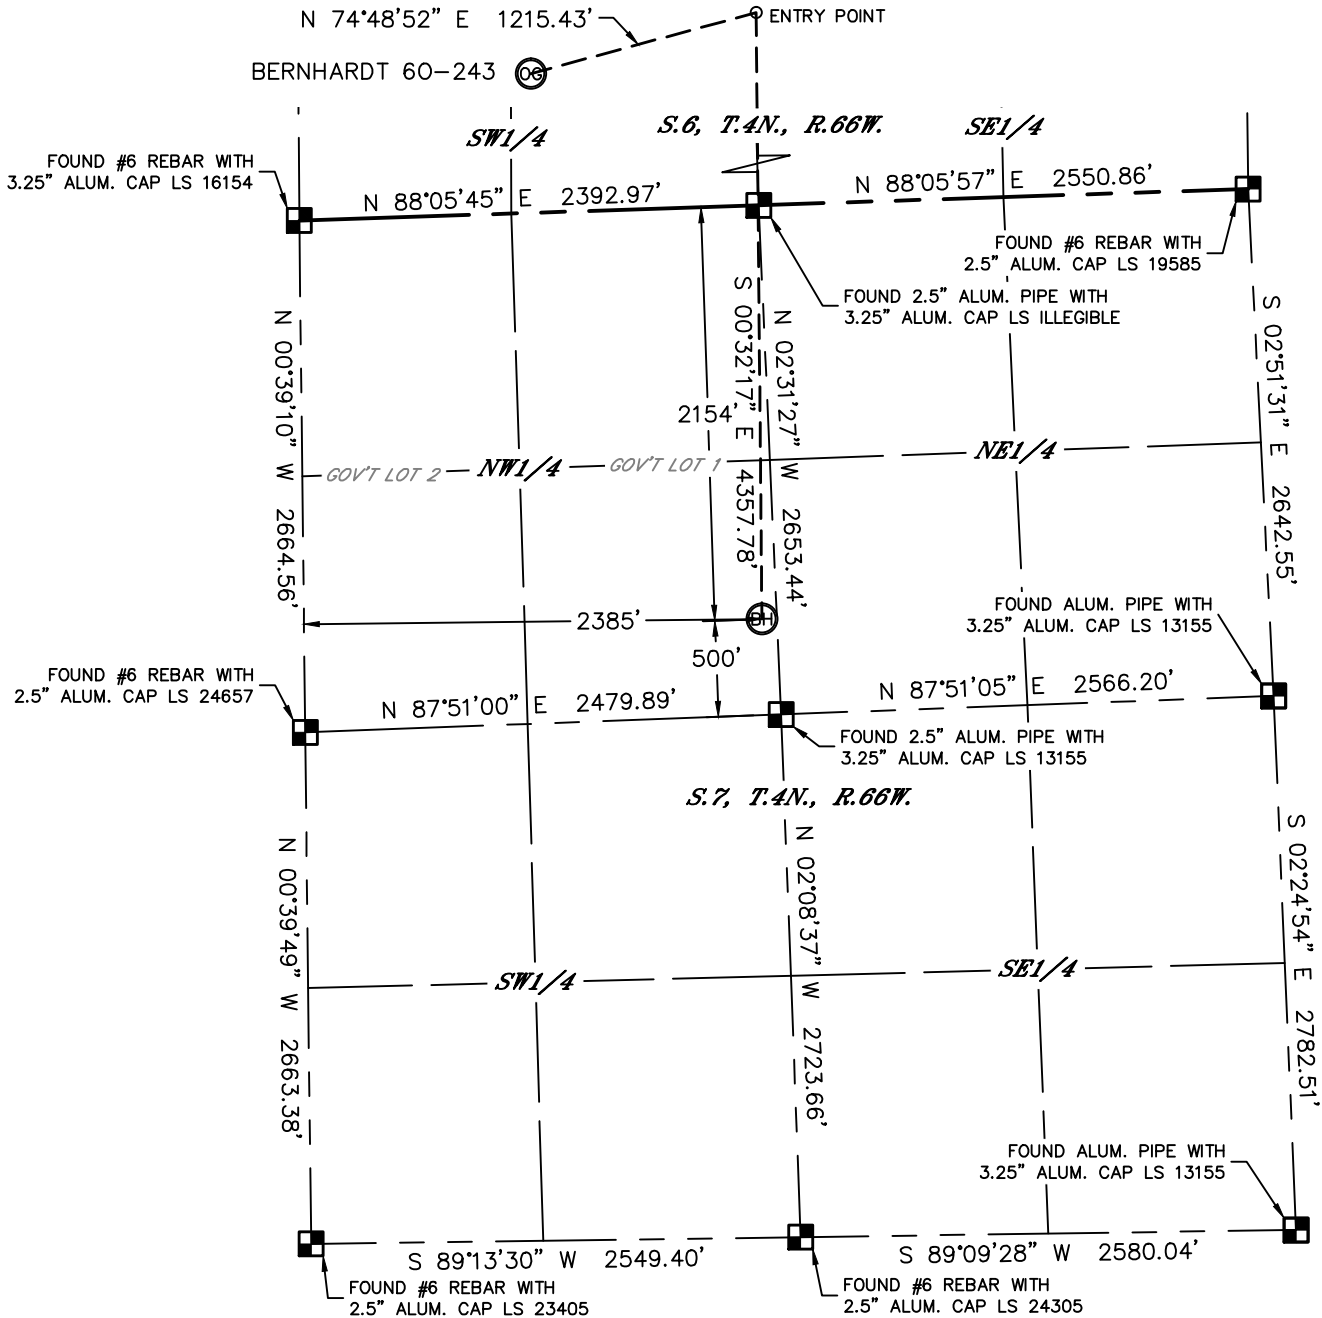 N 74°48'52" E 1215.43'
ENTRY POINT
BERNHARDT 60-243
OG
SW1/4
S.6, T.4N., R.66W.
SE1/4
FOUND #6 REBAR WITH
3.25" ALUM. CAP LS 16154
N 88°05'45" E 2392.97'
N 88°05'57" E 2550.86'
FOUND #6 REBAR WITH
2.5" ALUM. CAP LS 19585
FOUND 2.5" ALUM. PIPE WITH
3.25" ALUM. CAP LS ILLEGIBLE
N 00°39'10" W 2664.56'
S 00°32'17" E 4357.78'
N 02°31'27" W 2653.44'
S 02°51'31" E 2642.55'
2154'
GOV'T LOT 2
NW1/4
GOV'T LOT 1
NE1/4
2385'
BH
500'
FOUND ALUM. PIPE WITH
3.25" ALUM. CAP LS 13155
FOUND #6 REBAR WITH
2.5" ALUM. CAP LS 24657
N 87°51'00" E 2479.89'
N 87°51'05" E 2566.20'
FOUND 2.5" ALUM. PIPE WITH
3.25" ALUM. CAP LS 13155
S.7, T.4N., R.66W.
N 00°39'49" W 2663.38'
N 02°08'37" W 2723.66'
S 02°24'54" E 2782.51'
SW1/4
SE1/4
FOUND ALUM. PIPE WITH
3.25" ALUM. CAP LS 13155
S 89°13'30" W 2549.40'
S 89°09'28" W 2580.04'
FOUND #6 REBAR WITH
2.5" ALUM. CAP LS 23405
FOUND #6 REBAR WITH
2.5" ALUM. CAP LS 24305